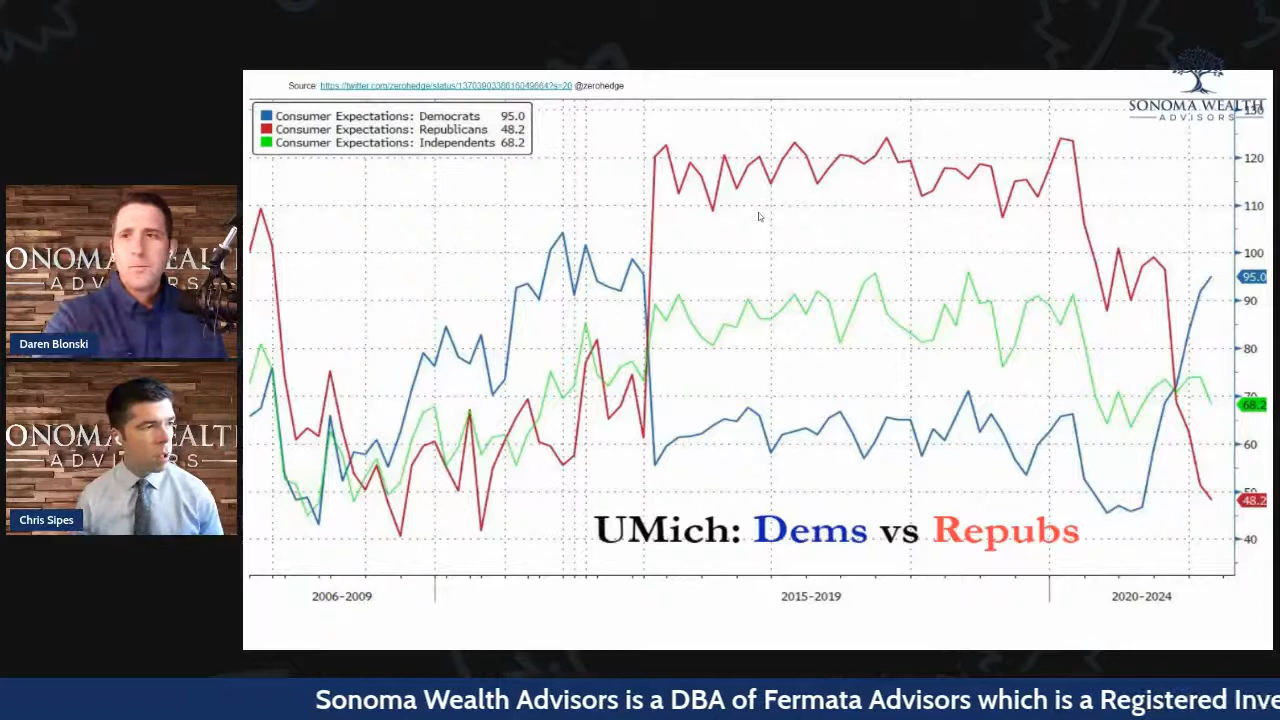 Source: https://twitter.com/zerohedge/status/1370390338616049664?s=20 @zerohedge
SONOMA WEALTH
ADVISORS
Consumer Expectations: Democrats 95.0
Consumer Expectations: Republicans 48.2
Consumer Expectations: Independents 68.2
130
120
110
100
95.0
90
80
70
68.2
60
50
48.2
40
UMich: Dems vs Repubs
2006-2009
2015-2019
2020-2024
ONOMA WEALTH
ADVISORS
Daren Blonski
SONOMA WEALT
ADVISORS
Chris Sipes
Sonoma Wealth Advisors is a DBA of Fermata Advisors which is a Registered Inve